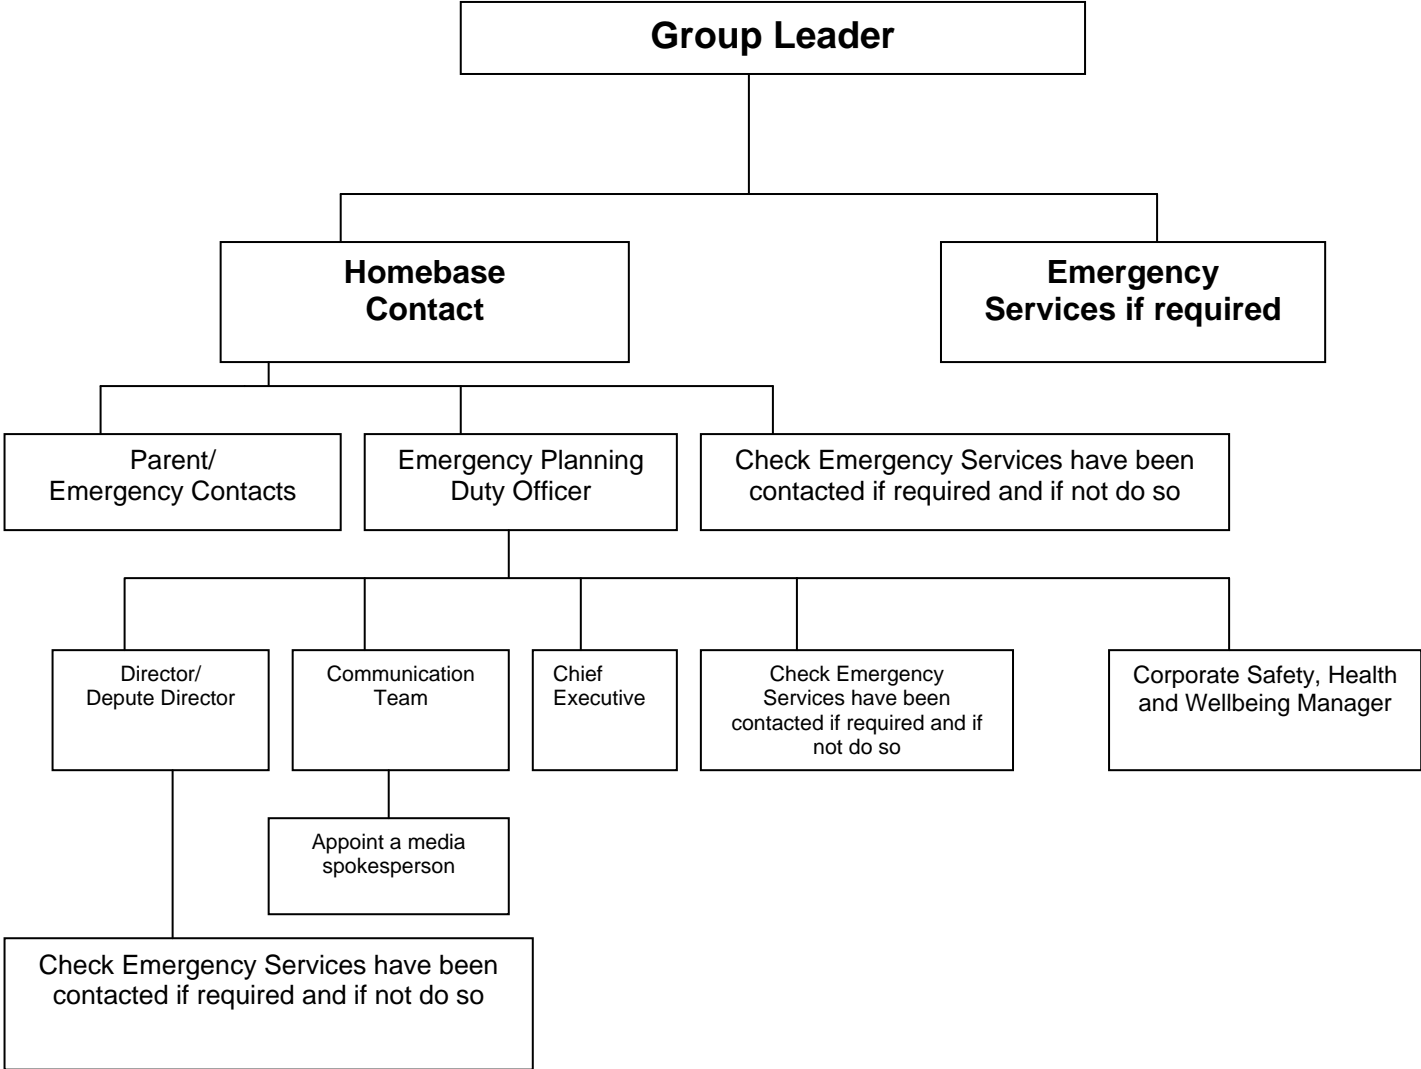 Group Leader
Homebase
Contact
Emergency
Services if required
Parent/
Emergency Contacts
Emergency Planning
Duty Officer
Check Emergency Services have been
contacted if required and if not do so
Director/
Depute Director
Communication
Team
Chief
Executive
Check Emergency
Services have been
contacted if required and if
not do so
Corporate Safety, Health
and Wellbeing Manager
Appoint a media
spokesperson
Check Emergency Services have been
contacted if required and if not do so